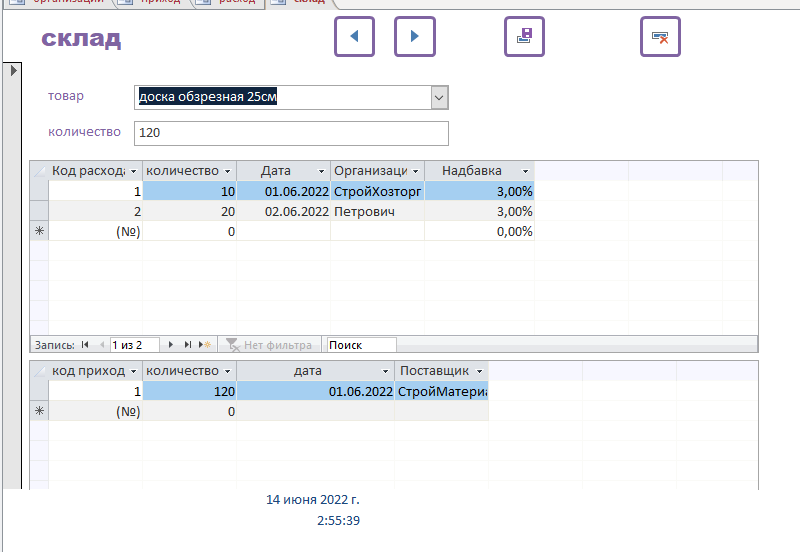 организации приход расход склад
склад
товар доска обзрезная 25см
количество 120
Код расхода количество Дата Организаци Надбавка
1 10 01.06.2022 СтройХозторг 3,00%
2 20 02.06.2022 Петрович 3,00%
(№) 0 0,00%
Запись: 1 из 2 Нет фильтра Поиск
код приход количество дата Поставщик
1 120 01.06.2022 СтройМатериа
(№) 0
14 июня 2022 г.
2:55:39